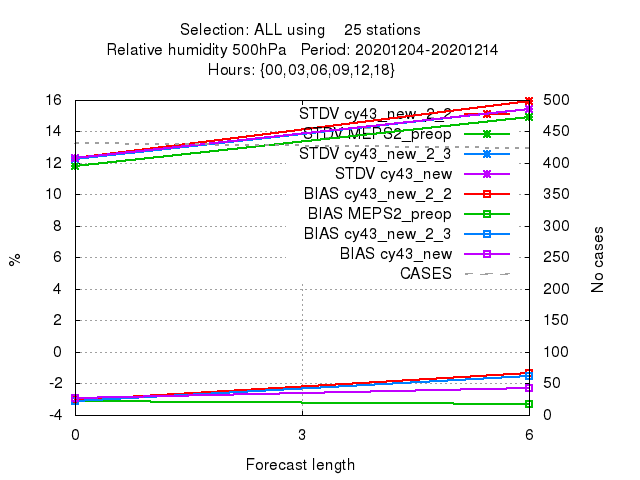 Selection: ALL using 25 stations
Relative humidity 500hPa Period: 20201204-20201214
Hours: {00,03,06,09,12,18}
16 500
STDV cy43_new_2_2
14 450
STDV MEPS2_preop
STDV cy43_new_2_3
12 400
STDV cy43_new
10 350
BIAS cy43_new_2_2
BIAS MEPS2_preop
8 300
BIAS cy43_new_2_3
6 250
BIAS cy43_new
CASES
% No cases
4 200
2 150
0 100
-2 50
-4 0
0 3 6
Forecast length